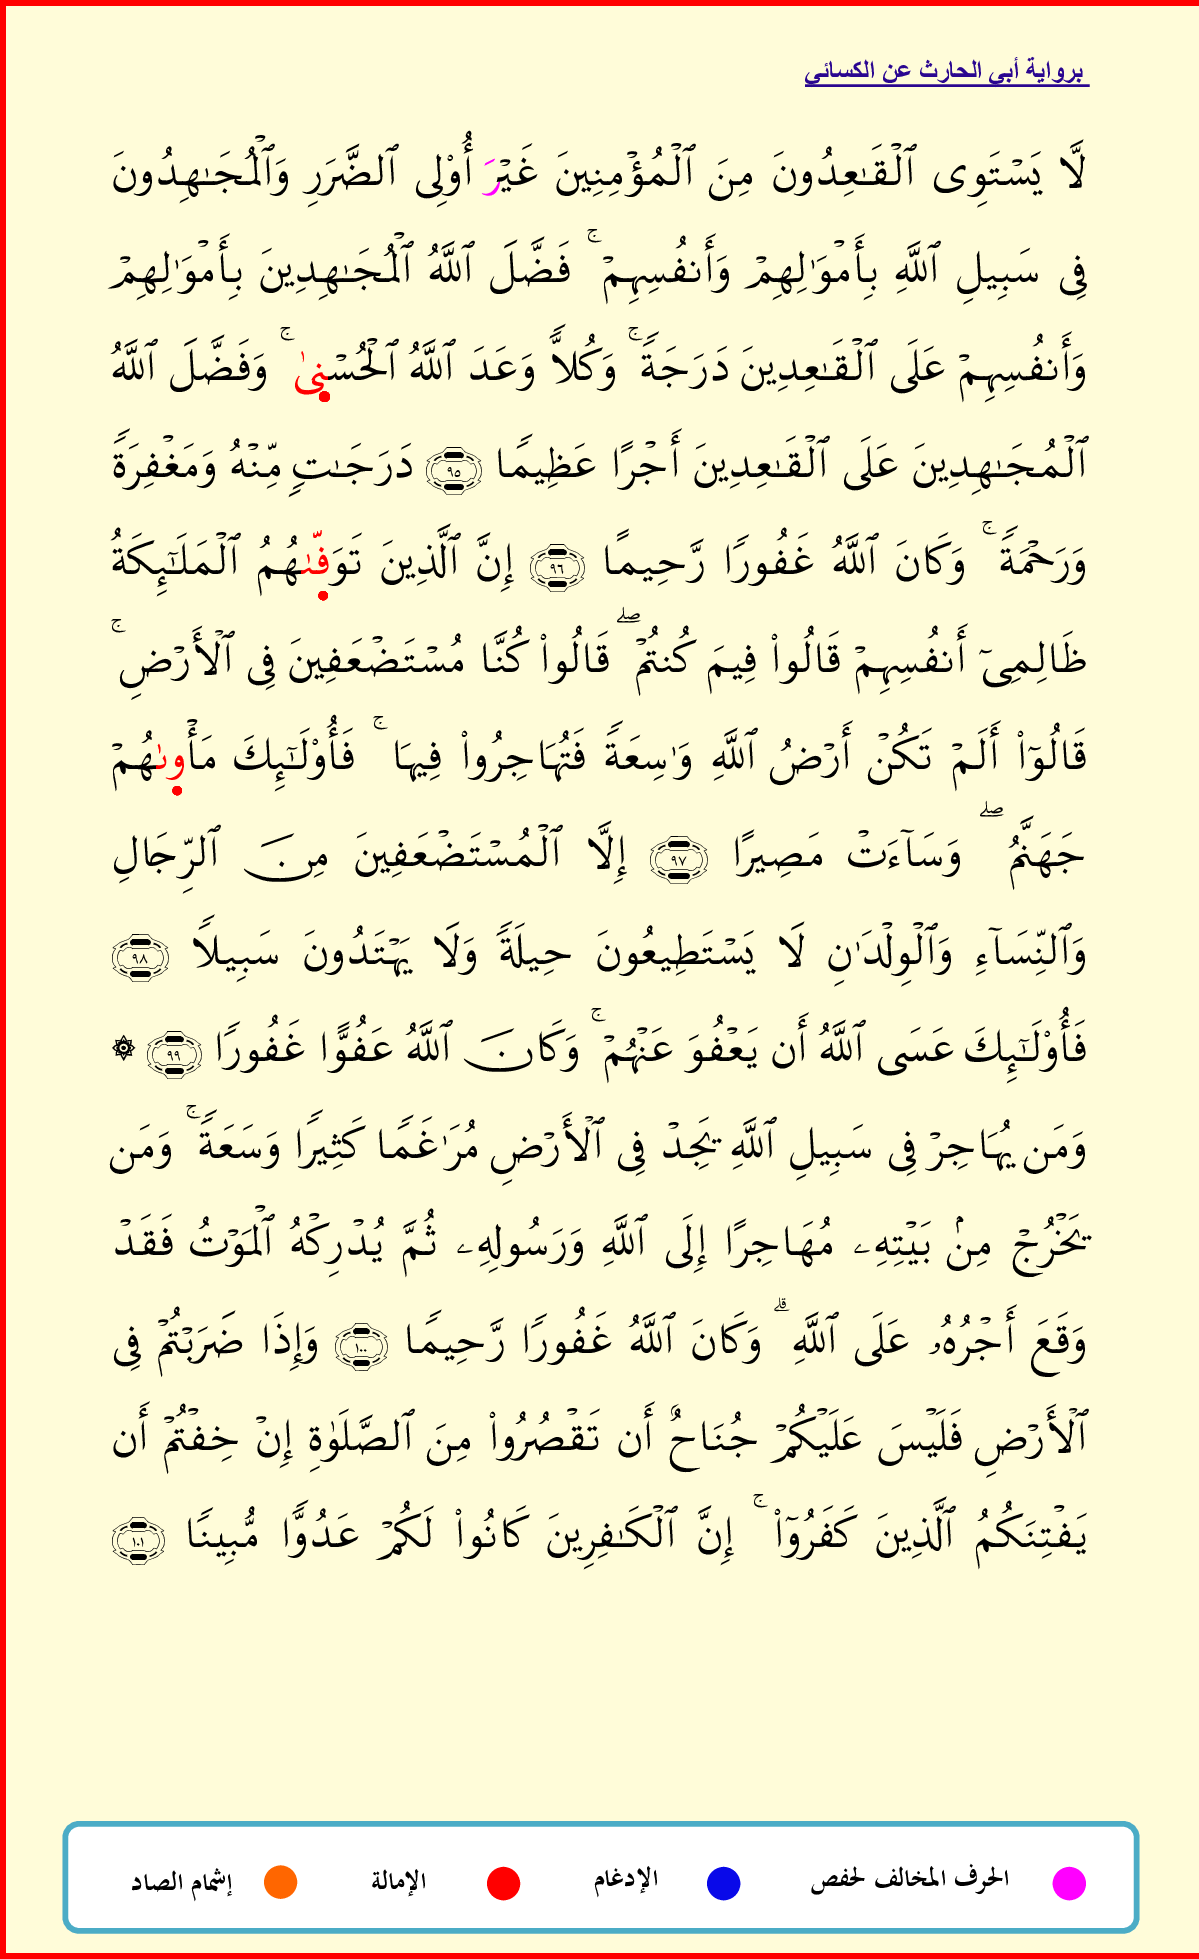 برواية أبي الحارث عن الكسائي
لَّا يَسۡتَوِى ٱلۡقَـٰعِدُونَ مِنَ ٱلۡمُؤۡمِنِينَ غَيۡرَ أُوْلِى ٱلضَّرَرِ وَٱلۡمُجَـٰهِدُونَ
فِى سَبِيلِ ٱللَّهِ بِأَمۡوَٰلِهِمۡ وَأَنفُسِهِمۡ ۚ فَضَّلَ ٱللَّهُ ٱلۡمُجَـٰهِدِينَ بِأَمۡوَٰلِهِمۡ
وَأَنفُسِهِمۡ عَلَى ٱلۡقَـٰعِدِينَ دَرَجَةً ۚ وَكُلاًّ وَعَدَ ٱللَّهُ ٱلۡحُسۡنىٰ ۚ وَفَضَّلَ ٱللَّهُ
ٱلۡمُجَـٰهِدِينَ عَلَى ٱلۡقَـٰعِدِينَ أَجۡرًا عَظِيمًا ٩٥ دَرَجَـٰتٍ مِّنۡهُ وَمَغۡفِرَةً
وَرَحۡمَةً ۚ وَكَانَ ٱللَّهُ غَفُورًا رَّحِيمًا ٩٦ إِنَّ ٱلَّذِينَ تَوَفّىٰهُمُ ٱلۡمَلَـٰٓئِكَةُ
ظَالِمِىٓ أَنفُسِهِمۡ قَالُواْ فِيمَ كُنتُمۡ ۖ قَالُواْ كُنَّا مُسۡتَضۡعَفِينَ فِى ٱلۡأَرۡضِ ۚ
قَالُوٓاْ أَلَمۡ تَكُنۡ أَرۡضُ ٱللَّهِ وَٰسِعَةً فَتُهَاجِرُواْ فِيهَا ۚ فَأُوْلَـٰٓئِكَ مَأۡوىٰهُمۡ
جَهَنَّمُ ۖ وَسَآءَتۡ مَصِيرًا ٩٧ إِلَّا ٱلۡمُسۡتَضۡعَفِينَ مِنَ ٱلرِّجَالِ
وَٱلنِّسَآءِ وَٱلۡوِلۡدَٰنِ لَا يَسۡتَطِيعُونَ حِيلَةً وَلَا يَهۡتَدُونَ سَبِيلاً ٩٨
فَأُوْلَـٰٓئِكَ عَسَى ٱللَّهُ أَن يَعۡفُوَ عَنۡهُمۡ ۚ وَكَانَ ٱللَّهُ عَفُوًّا غَفُورًا ٩٩ ۞
وَمَن يُهَاجِرۡ فِى سَبِيلِ ٱللَّهِ يَجِدۡ فِى ٱلۡأَرۡضِ مُرَٰغَمًا كَثِيرًا وَسَعَةً ۚ وَمَن
يَخۡرُجۡ مِنۢ بَيۡتِهِۦ مُهَاجِرًا إِلَى ٱللَّهِ وَرَسُولِهِۦ ثُمَّ يُدۡرِكۡهُ ٱلۡمَوۡتُ فَقَدۡ
وَقَعَ أَجۡرُهُۥ عَلَى ٱللَّهِ ۗ وَكَانَ ٱللَّهُ غَفُورًا رَّحِيمًا ١٠٠ وَإِذَا ضَرَبۡتُمۡ فِى
ٱلۡأَرۡضِ فَلَيۡسَ عَلَيۡكُمۡ جُنَاحٌ أَن تَقۡصُرُواْ مِنَ ٱلصَّلَوٰةِ إِنۡ خِفۡتُمۡ أَن
يَفۡتِنَكُمُ ٱلَّذِينَ كَفَرُوٓاْ ۚ إِنَّ ٱلۡكَـٰفِرِينَ كَانُواْ لَكُمۡ عَدُوًّا مُّبِينًا ١٠١
الحرف المخالف لحفص الإدغام الإمالة إشمام الصاد